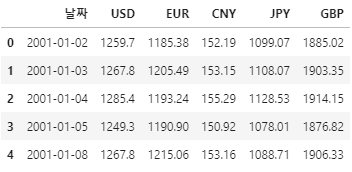 날짜 USD EUR CNY JPY GBP
0 2001-01-02 1259.7 1185.38 152.19 1099.07 1885.02
1 2001-01-03 1267.8 1205.49 153.15 1108.07 1903.35
2 2001-01-04 1285.4 1193.24 155.29 1128.53 1914.15
3 2001-01-05 1249.3 1190.90 150.92 1078.01 1876.82
4 2001-01-08 1267.8 1215.06 153.16 1088.71 1906.33